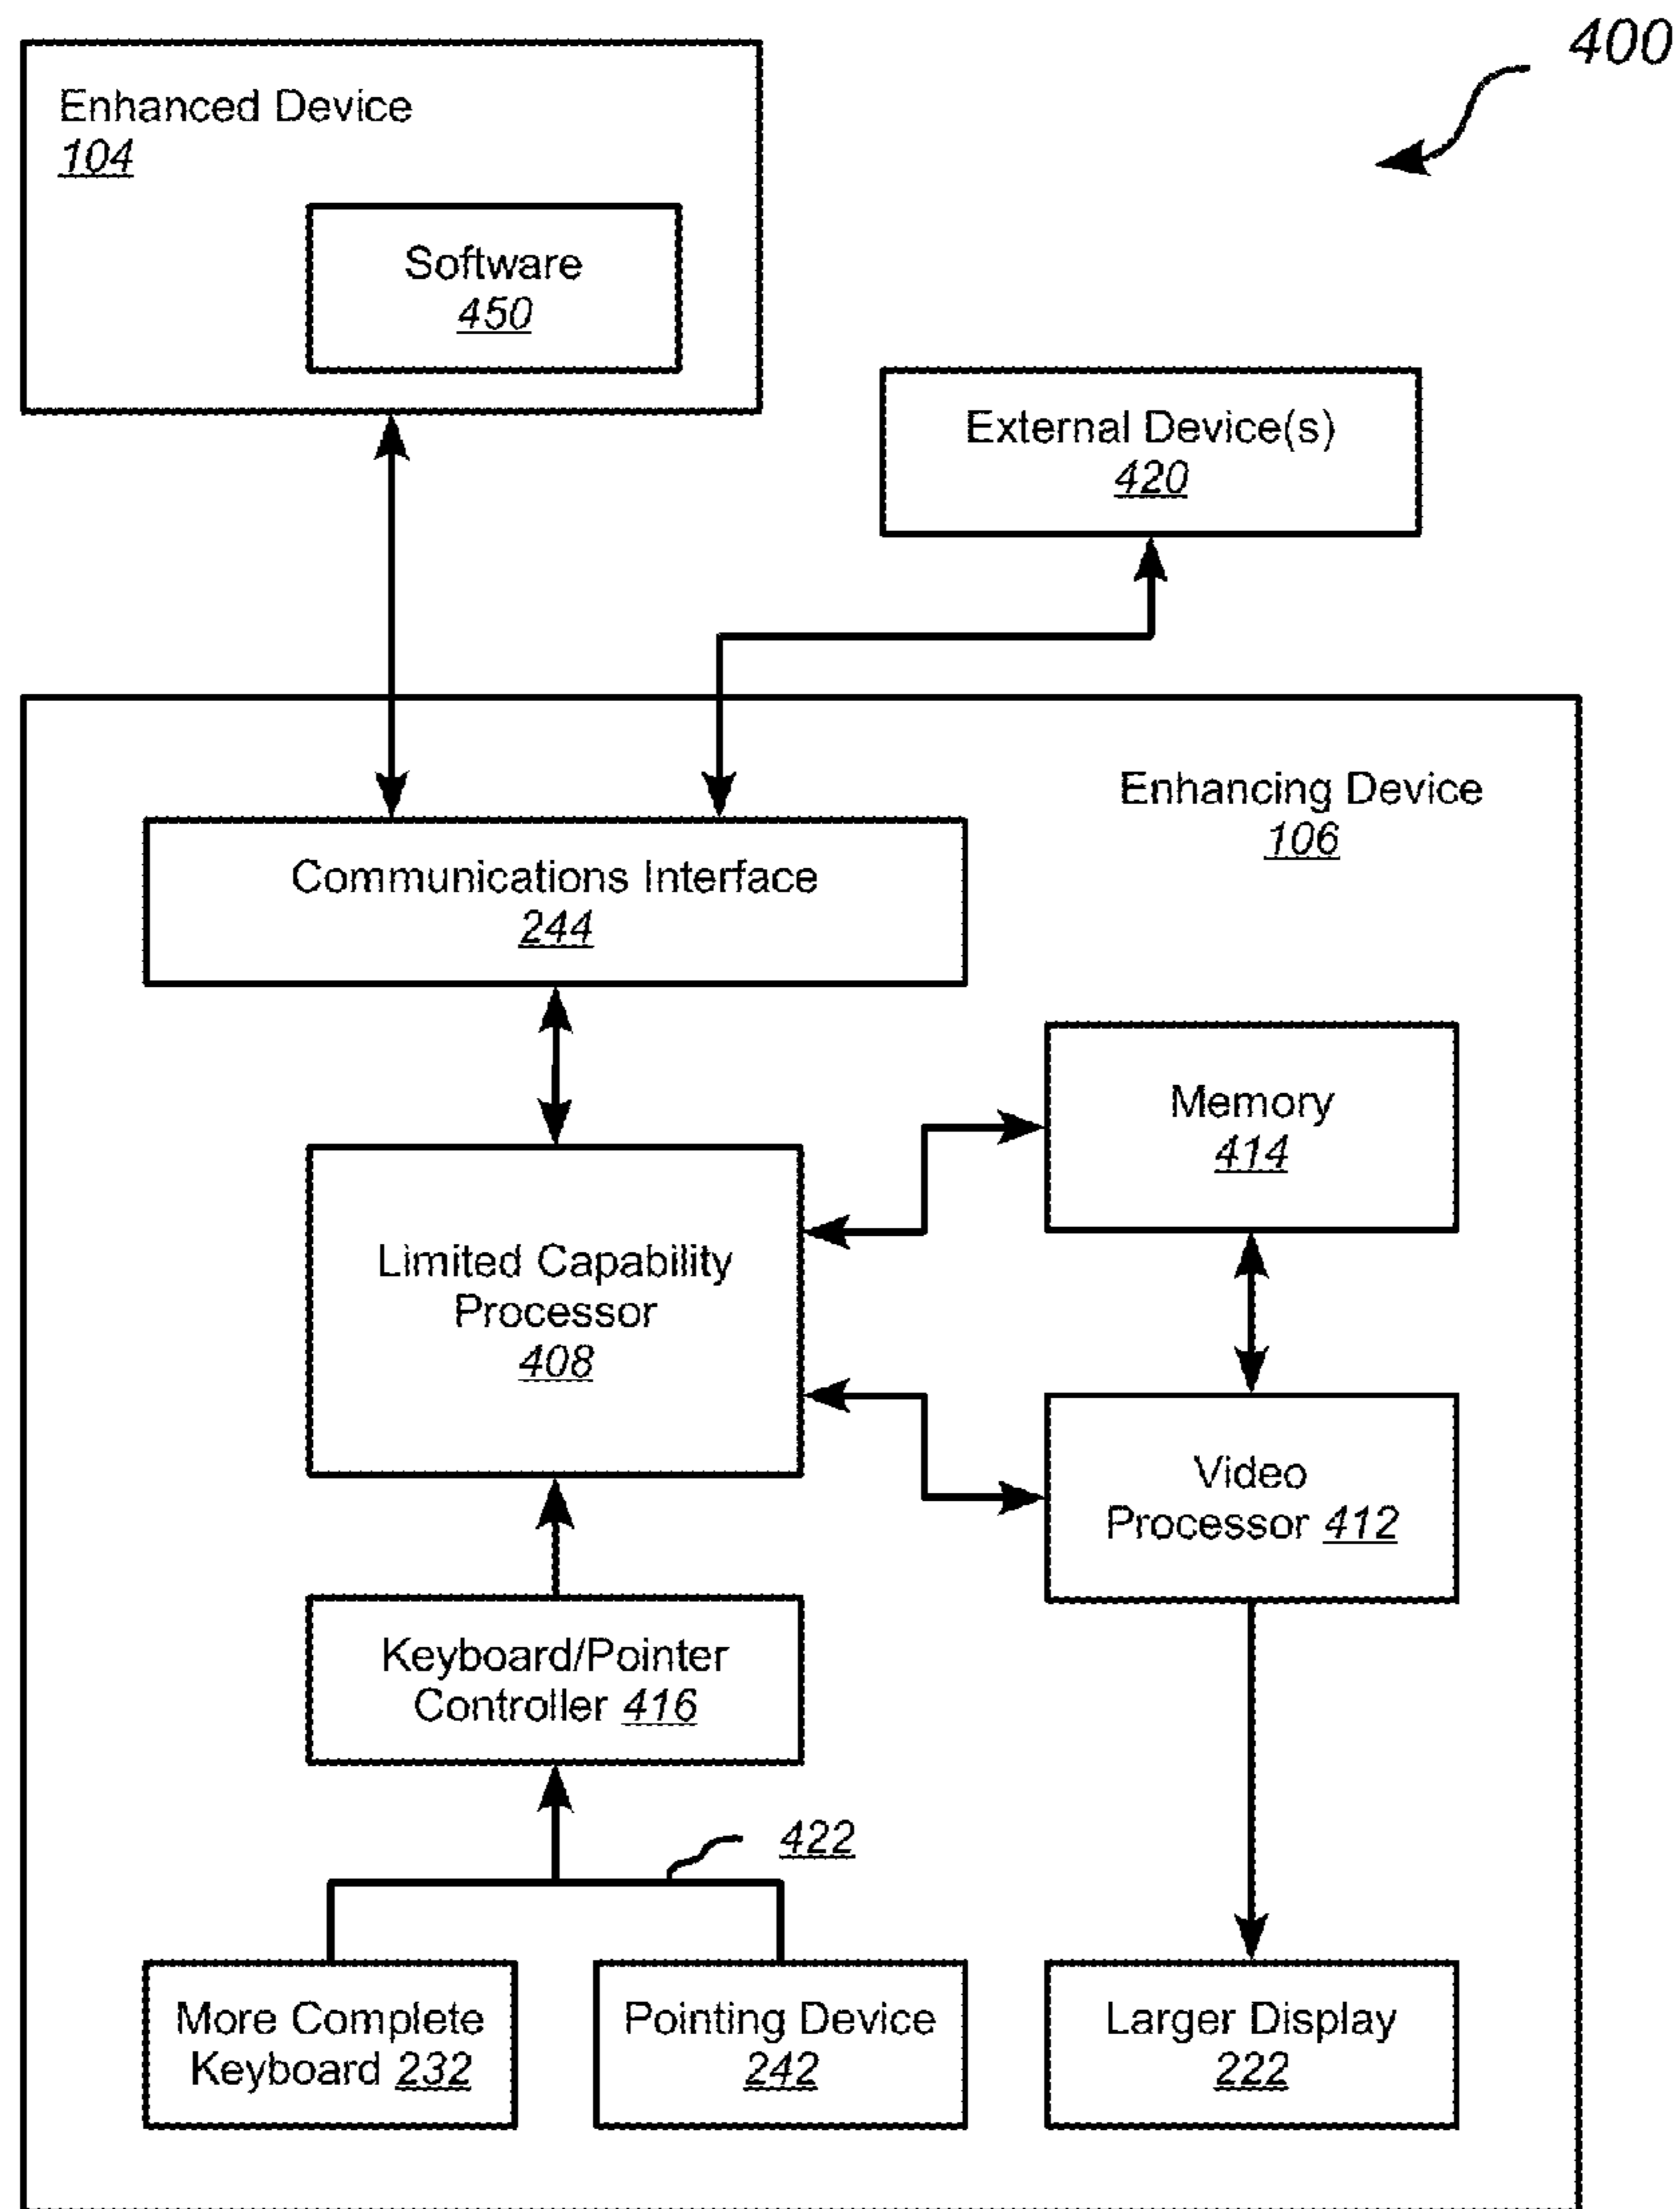 400
Enhanced Device
104
Software
450
External Device(s)
420
Enhancing Device
106
Communications Interface
244
Memory
414
Limited Capability
Processor
408
Video
Processor 412
Keyboard/Pointer
Controller 416
422
More Complete
Keyboard 232
Pointing Device
242
Larger Display
222